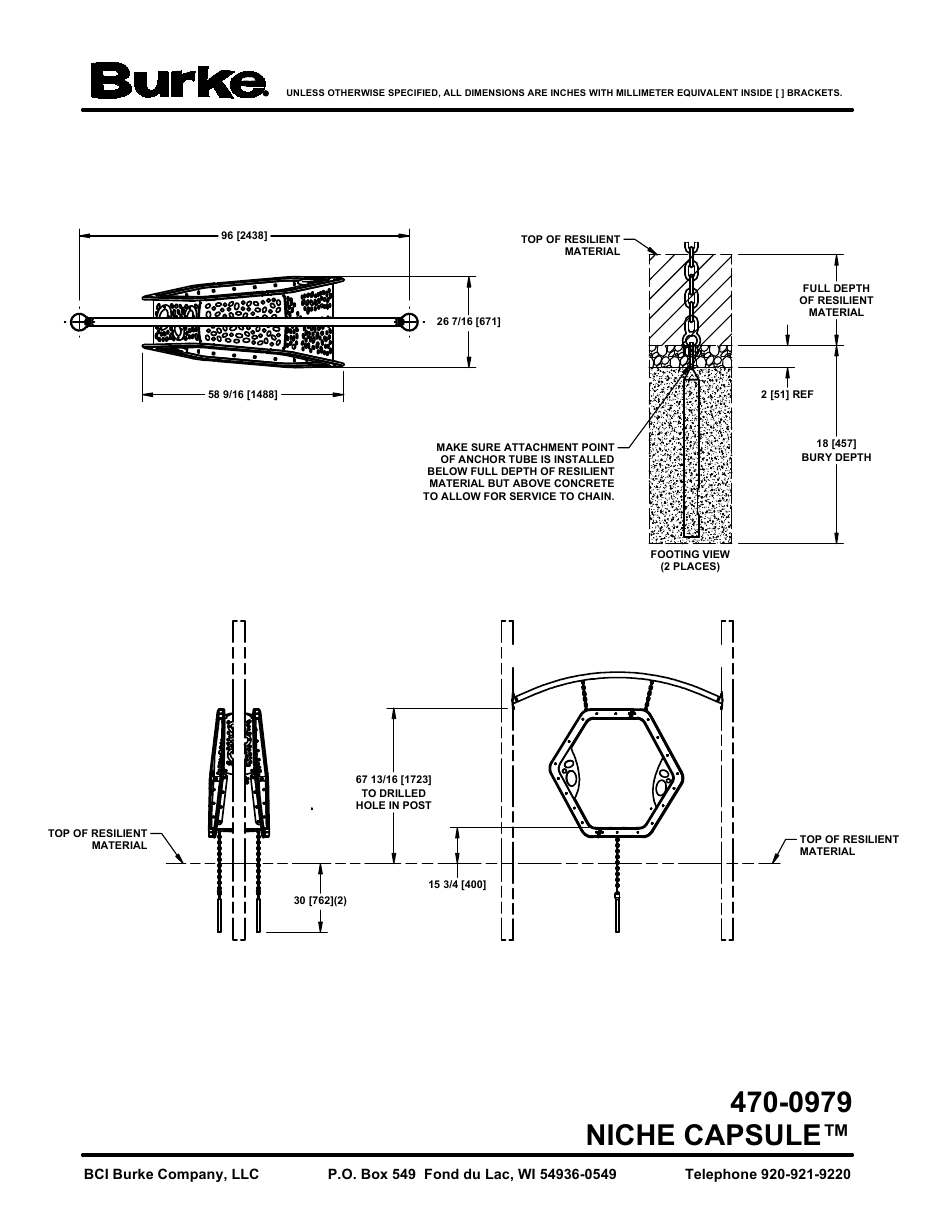 Burke®
UNLESS OTHERWISE SPECIFIED, ALL DIMENSIONS ARE INCHES WITH MILLIMETER EQUIVALENT INSIDE [ ] BRACKETS.
96 [2438]
26 7/16 [671]
58 9/16 [1488]
TOP OF RESILIENT
MATERIAL
FULL DEPTH
OF RESILIENT
MATERIAL
2 [51] REF
18 [457]
BURY DEPTH
MAKE SURE ATTACHMENT POINT
OF ANCHOR TUBE IS INSTALLED
BELOW FULL DEPTH OF RESILIENT
MATERIAL BUT ABOVE CONCRETE
TO ALLOW FOR SERVICE TO CHAIN.
FOOTING VIEW
(2 PLACES)
67 13/16 [1723]
TO DRILLED
HOLE IN POST
TOP OF RESILIENT
MATERIAL
TOP OF RESILIENT
MATERIAL
15 3/4 [400]
30 [762](2)
470-0979
NICHE CAPSULE™
BCI Burke Company, LLC
P.O. Box 549 Fond du Lac, WI 54936-0549
Telephone 920-921-9220